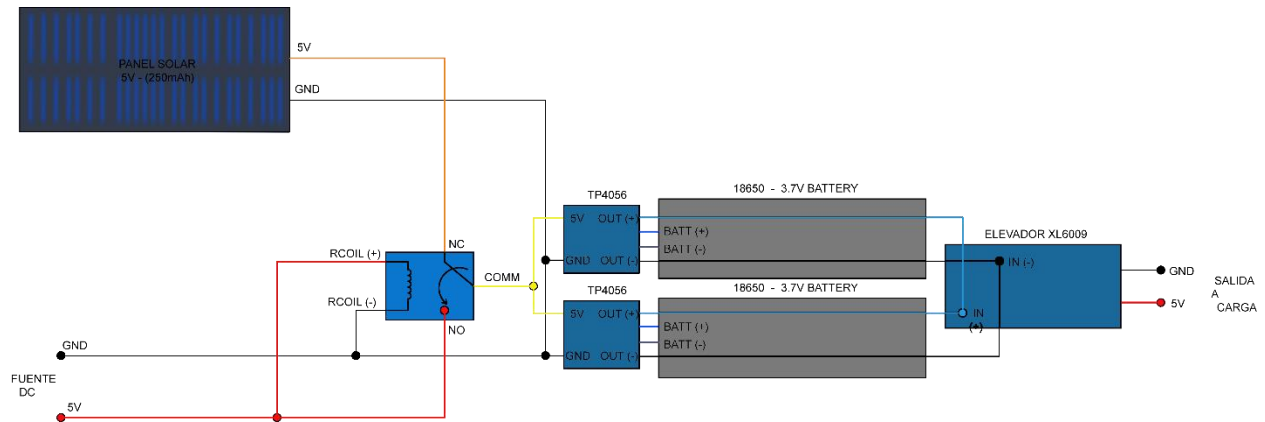 PANEL SOLAR
5V - (250mAh)
5V
GND
TP4056
18650 - 3.7V BATTERY
5V OUT (+)
BATT (+)
BATT (-)
GND OUT (-)
ELEVADOR XL6009
IN (-)
IN
(+)
GND
5V
SALIDA
A
CARGA
RCOIL (+)
NC
COMM
RCOIL (-)
NO
TP4056
18650 - 3.7V BATTERY
5V OUT (+)
BATT (+)
BATT (-)
GND OUT (-)
GND
FUENTE
DC
5V